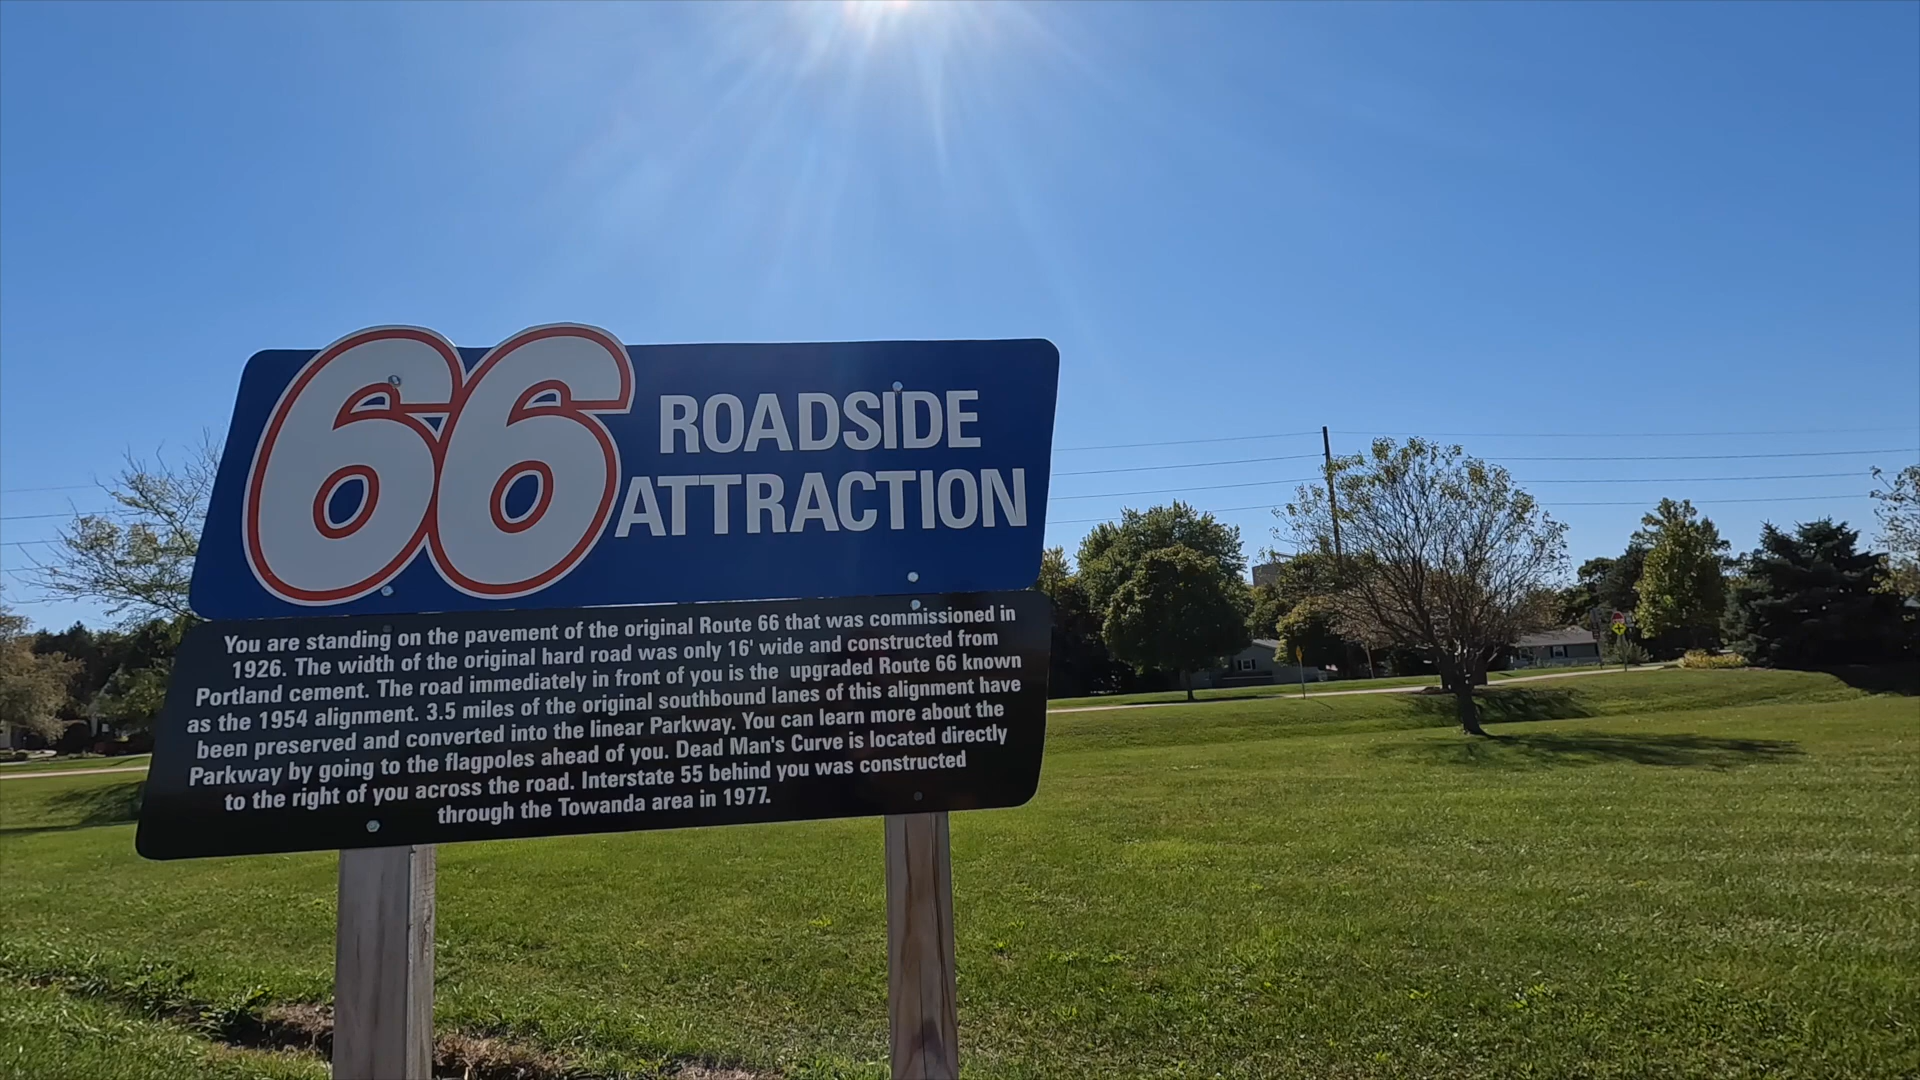 66 ROADSIDE
ATTRACTION
You are standing on the pavement of the original Route 66 that was commissioned in
1926. The width of the original hard road was only 16' wide and constructed from
Portland cement. The road immediately in front of you is the upgraded Route 66 known
as the 1954 alignment. 3.5 miles of the original southbound lanes of this alignment have
been preserved and converted into the linear Parkway. You can learn more about the
Parkway by going to the flagpoles ahead of you. Dead Man's Curve is located directly
to the right of you across the road. Interstate 55 behind you was constructed
through the Towanda area in 1977.